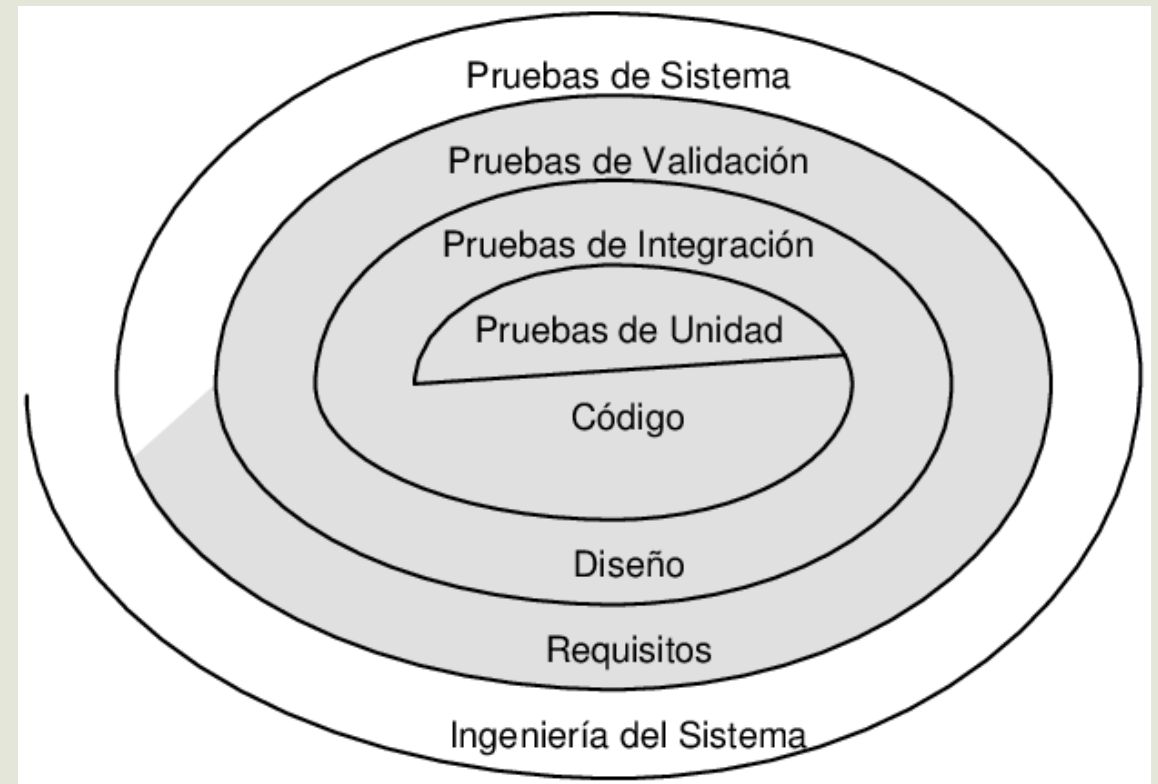 Pruebas de Sistema
Pruebas de Validación
Pruebas de Integración
Pruebas de Unidad
Código
Diseño
Requisitos
Ingeniería del Sistema